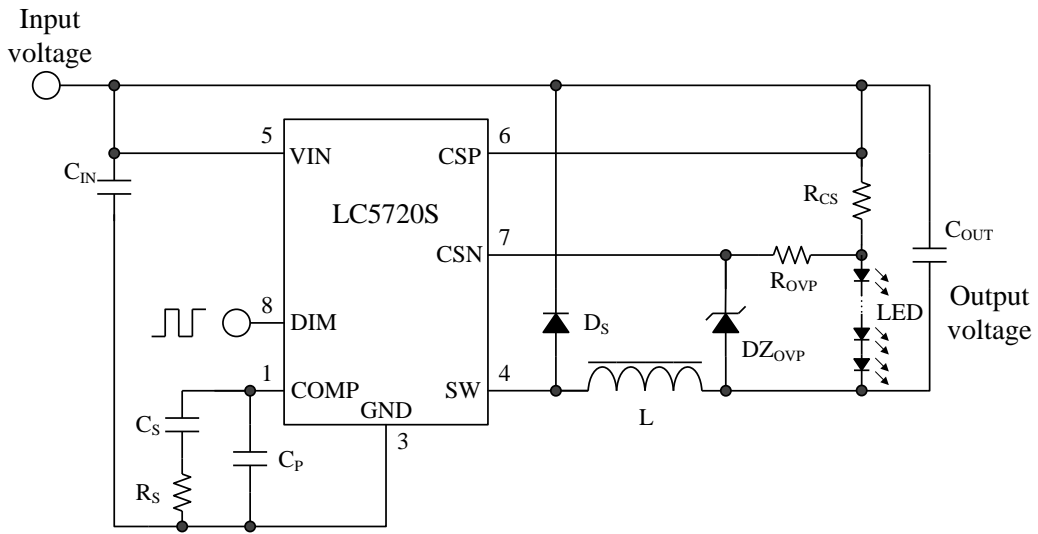 Input
voltage
5
VIN
CSP
6
C_IN
R_CS
LC5720S
CSN
7
C_OUT
R_OVP
8
DIM
D_S
DZ_OVP
LED
Output
voltage
1
COMP
SW
4
GND
L
3
C_S
C_P
R_S